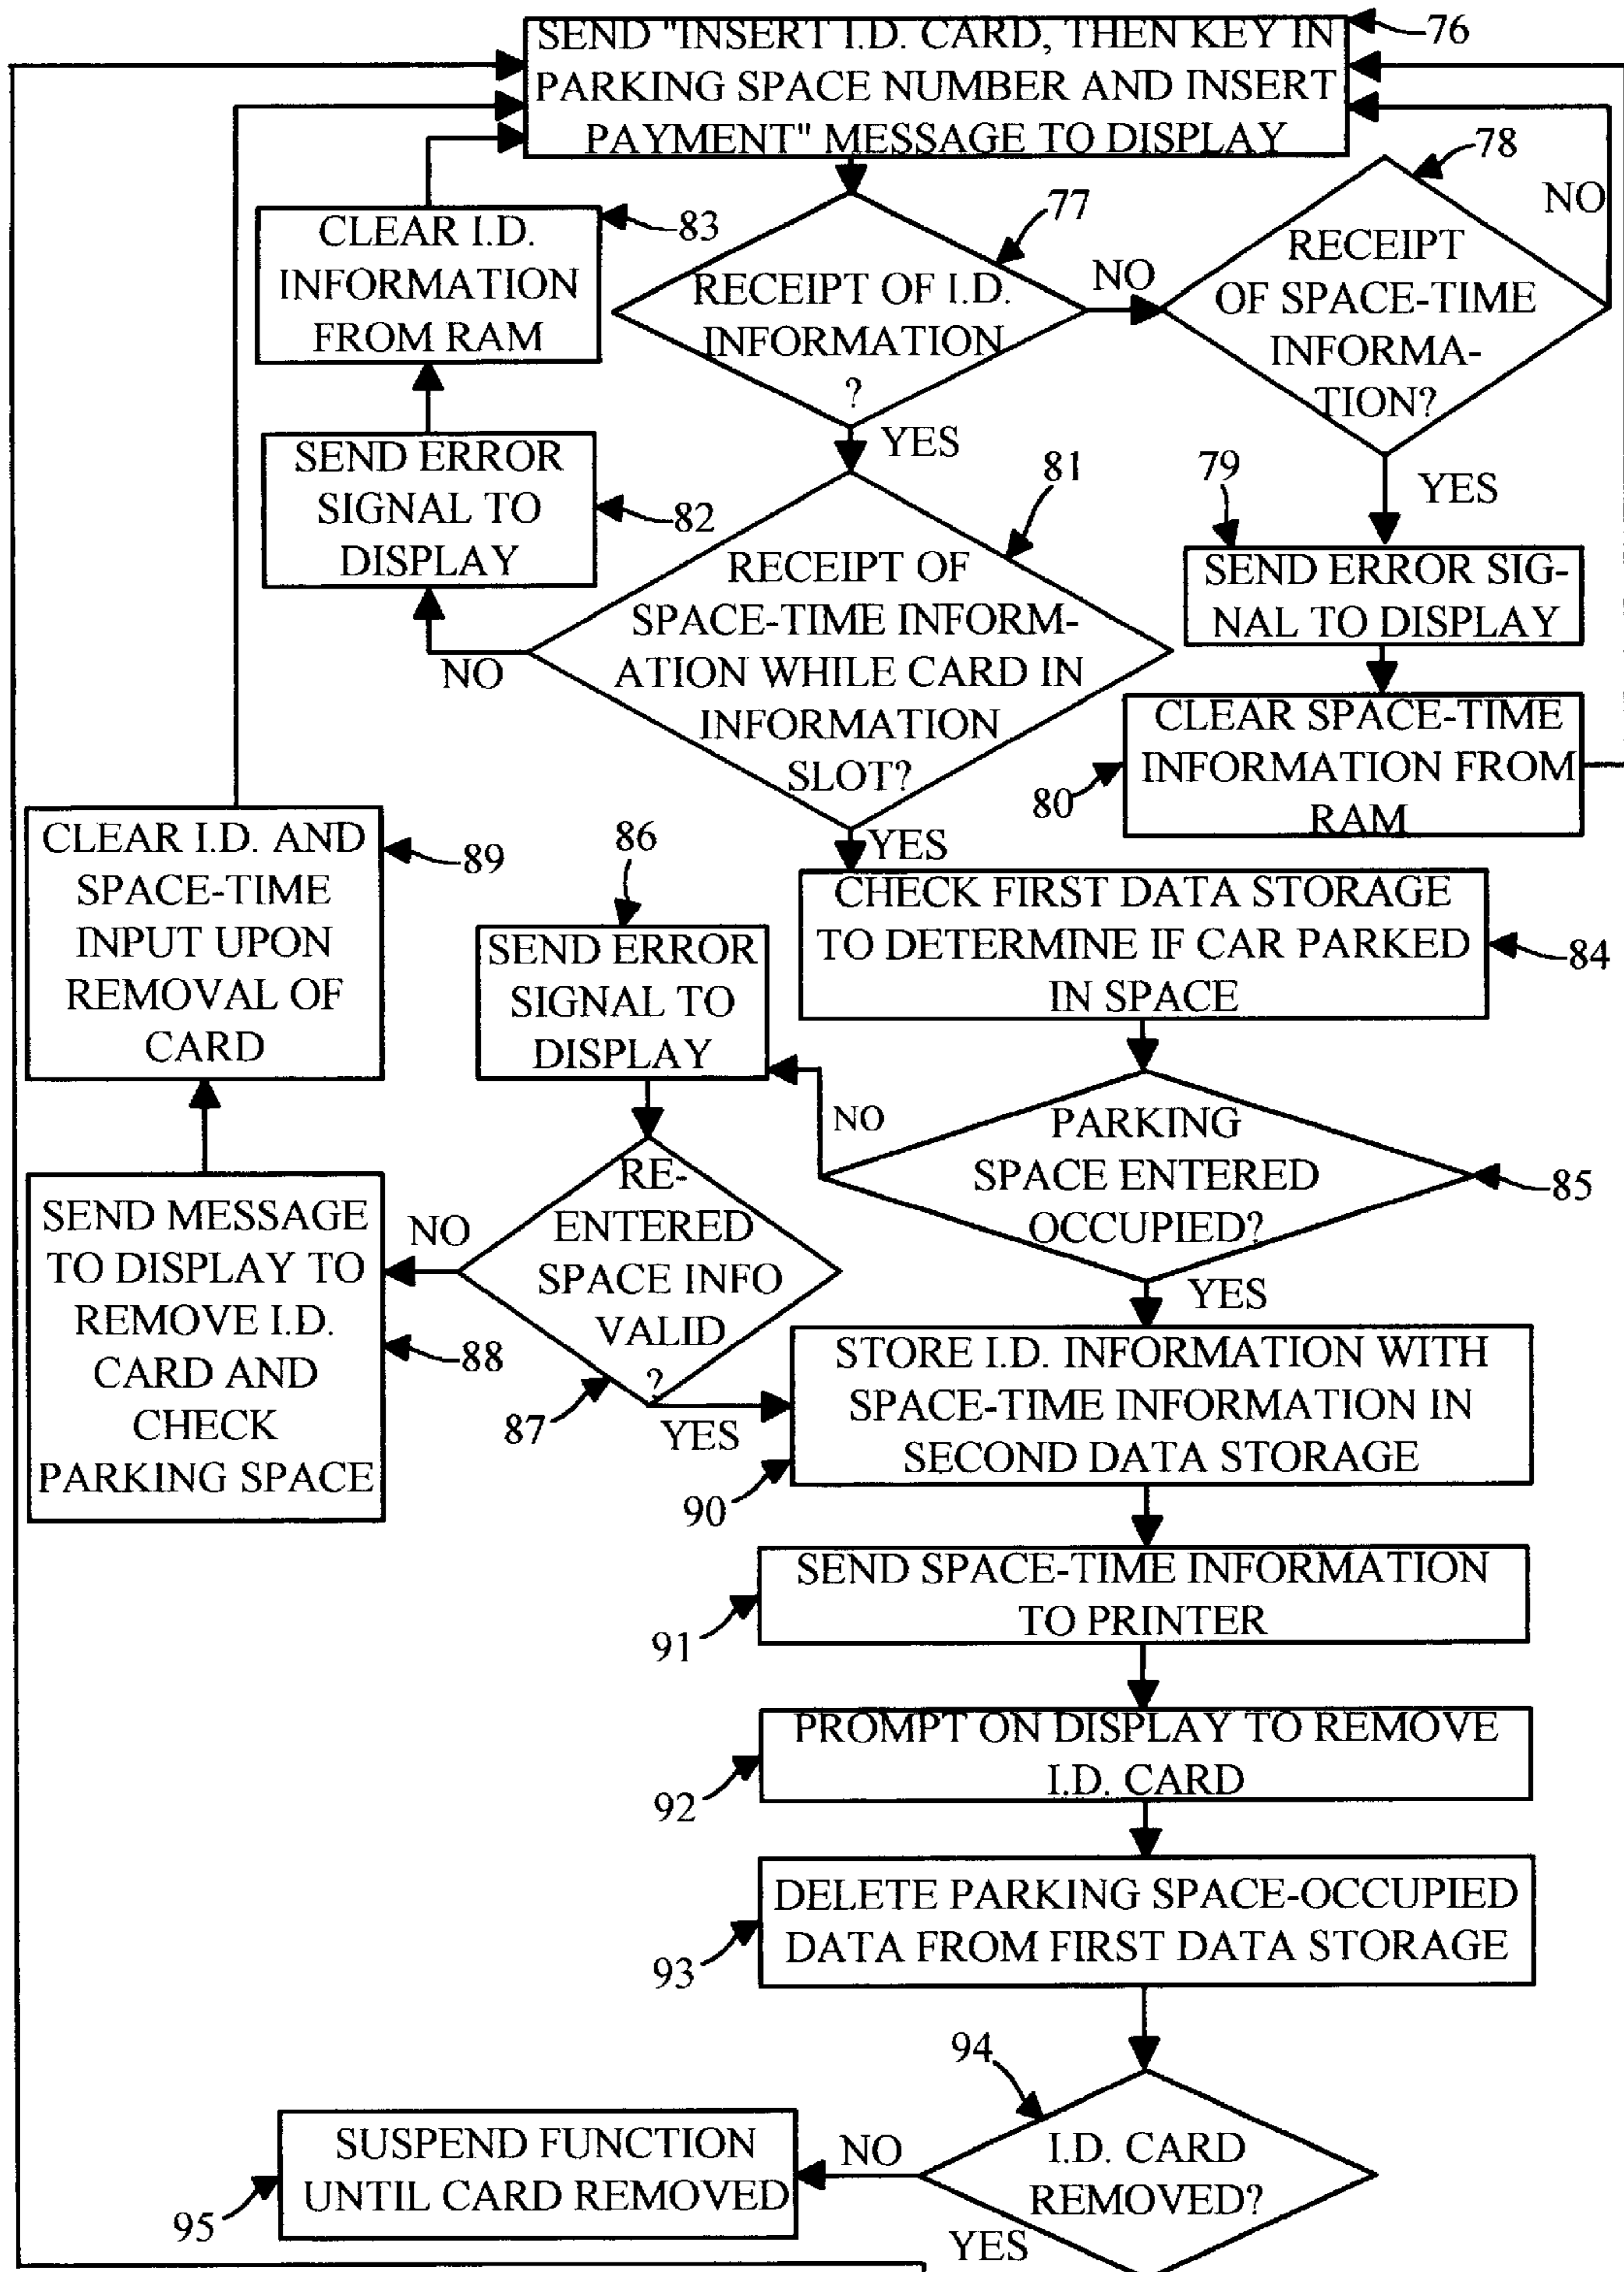 SEND "INSERT I.D. CARD, THEN KEY IN
PARKING SPACE NUMBER AND INSERT
PAYMENT" MESSAGE TO DISPLAY
76
RECEIPT OF I.D.
INFORMATION
?
77
NO
YES
RECEIPT
OF SPACE-TIME
INFORMA-
TION?
78
NO
YES
CLEAR I.D.
INFORMATION
FROM RAM
83
SEND ERROR
SIGNAL TO
DISPLAY
82
NO
RECEIPT OF
SPACE-TIME INFORM-
ATION WHILE CARD IN
INFORMATION
SLOT?
81
YES
79
SEND ERROR SIG-
NAL TO DISPLAY
CLEAR SPACE-TIME
INFORMATION FROM
RAM
80
CLEAR I.D. AND
SPACE-TIME
INPUT UPON
REMOVAL OF
CARD
89
86
SEND ERROR
SIGNAL TO
DISPLAY
CHECK FIRST DATA STORAGE
TO DETERMINE IF CAR PARKED
IN SPACE
84
NO
PARKING
SPACE ENTERED
OCCUPIED?
85
YES
SEND MESSAGE
TO DISPLAY TO
REMOVE I.D.
CARD AND
CHECK
PARKING SPACE
88
NO
RE-
ENTERED
SPACE INFO
VALID
?
87
YES
STORE I.D. INFORMATION WITH
SPACE-TIME INFORMATION IN
SECOND DATA STORAGE
90
SEND SPACE-TIME INFORMATION
TO PRINTER
91
PROMPT ON DISPLAY TO REMOVE
I.D. CARD
92
DELETE PARKING SPACE-OCCUPIED
DATA FROM FIRST DATA STORAGE
93
94
I.D. CARD
REMOVED?
NO
YES
SUSPEND FUNCTION
UNTIL CARD REMOVED
95